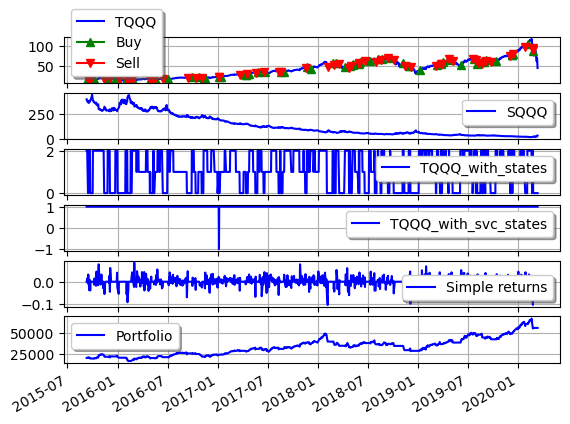 TQQQ
Buy
Sell
100
50
SQQQ
250
0
TQQQ_with_states
2
0
TQQQ_with_svc_states
1
0
−1
Simple returns
0.0
−0.1
Portfolio
50000
25000
2015-07
2016-01
2016-07
2017-01
2017-07
2018-01
2018-07
2019-01
2019-07
2020-01